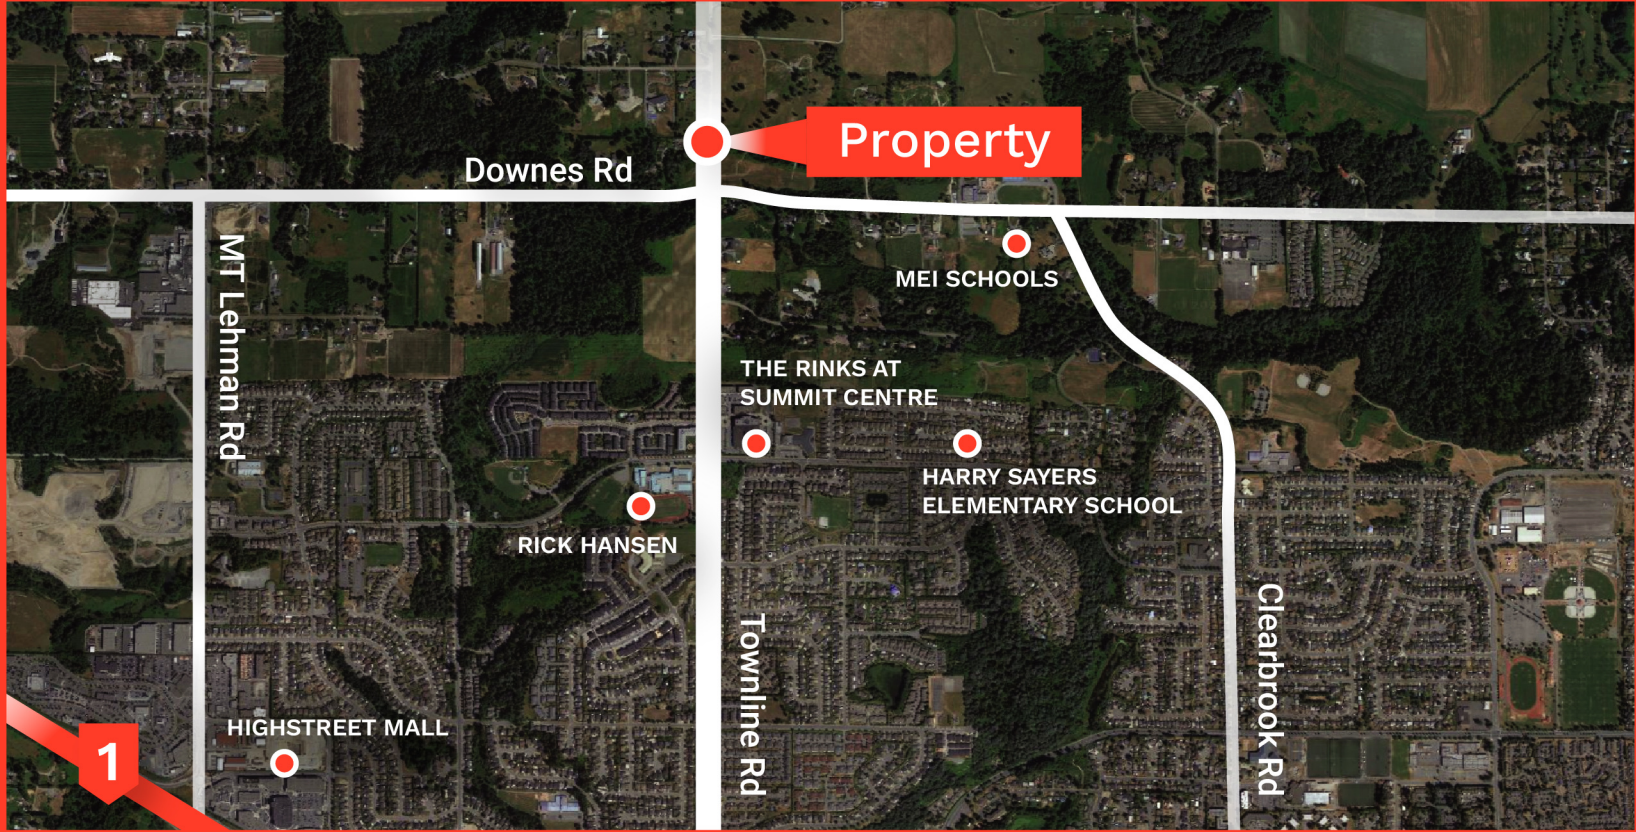 Property
Downes Rd
MT Lehman Rd
MEI SCHOOLS
THE RINKS AT
SUMMIT CENTRE
HARRY SAYERS
ELEMENTARY SCHOOL
RICK HANSEN
Townline Rd
Clearbrook Rd
HIGHSTREET MALL
1